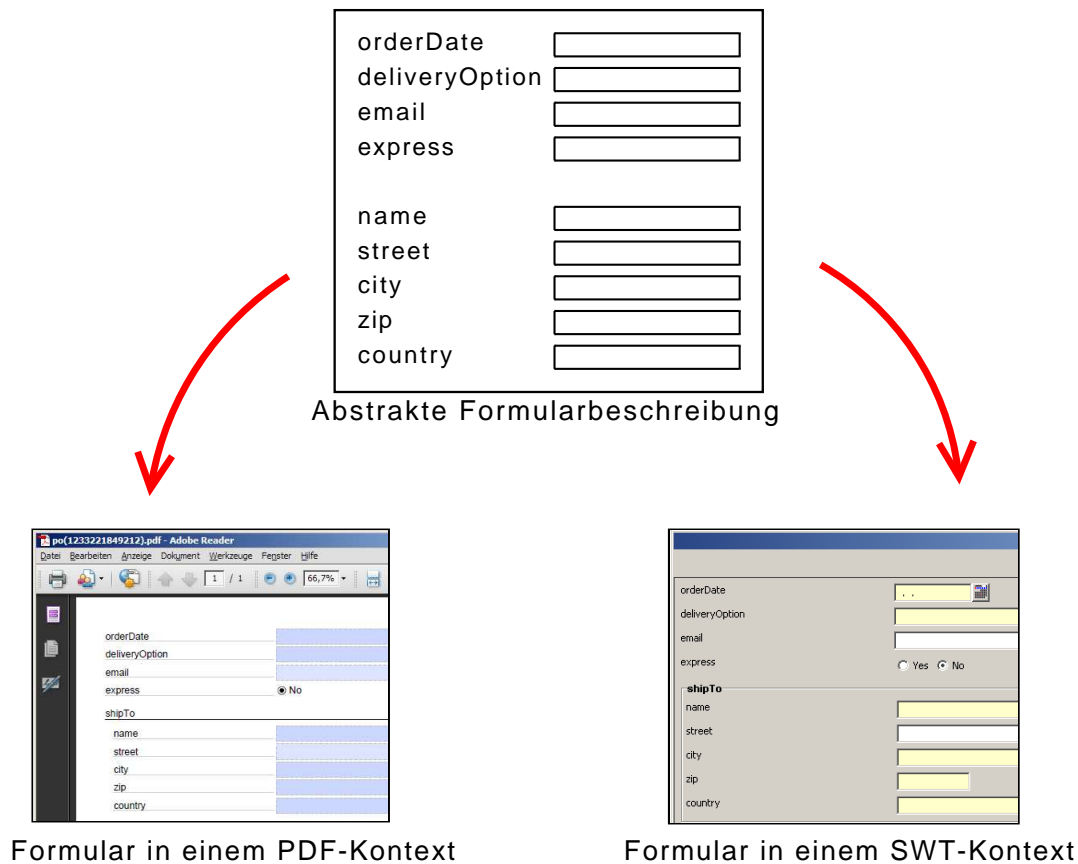 orderDate
deliveryOption
email
express
name
street
city
zip
country
Abstrakte Formularbeschreibung
po(1233221849212).pdf - Adobe Reader
Datei Bearbeiten Anzeige Dokument Werkzeuge Fenster Hilfe
1 / 1 66,7%
orderDate
deliveryOption
email
express No
shipTo
name
street
city
zip
country
Formular in einem PDF-Kontext
orderDate . .
deliveryOption
email
express Yes No
shipTo
name
street
city
zip
country
Formular in einem SWT-Kontext